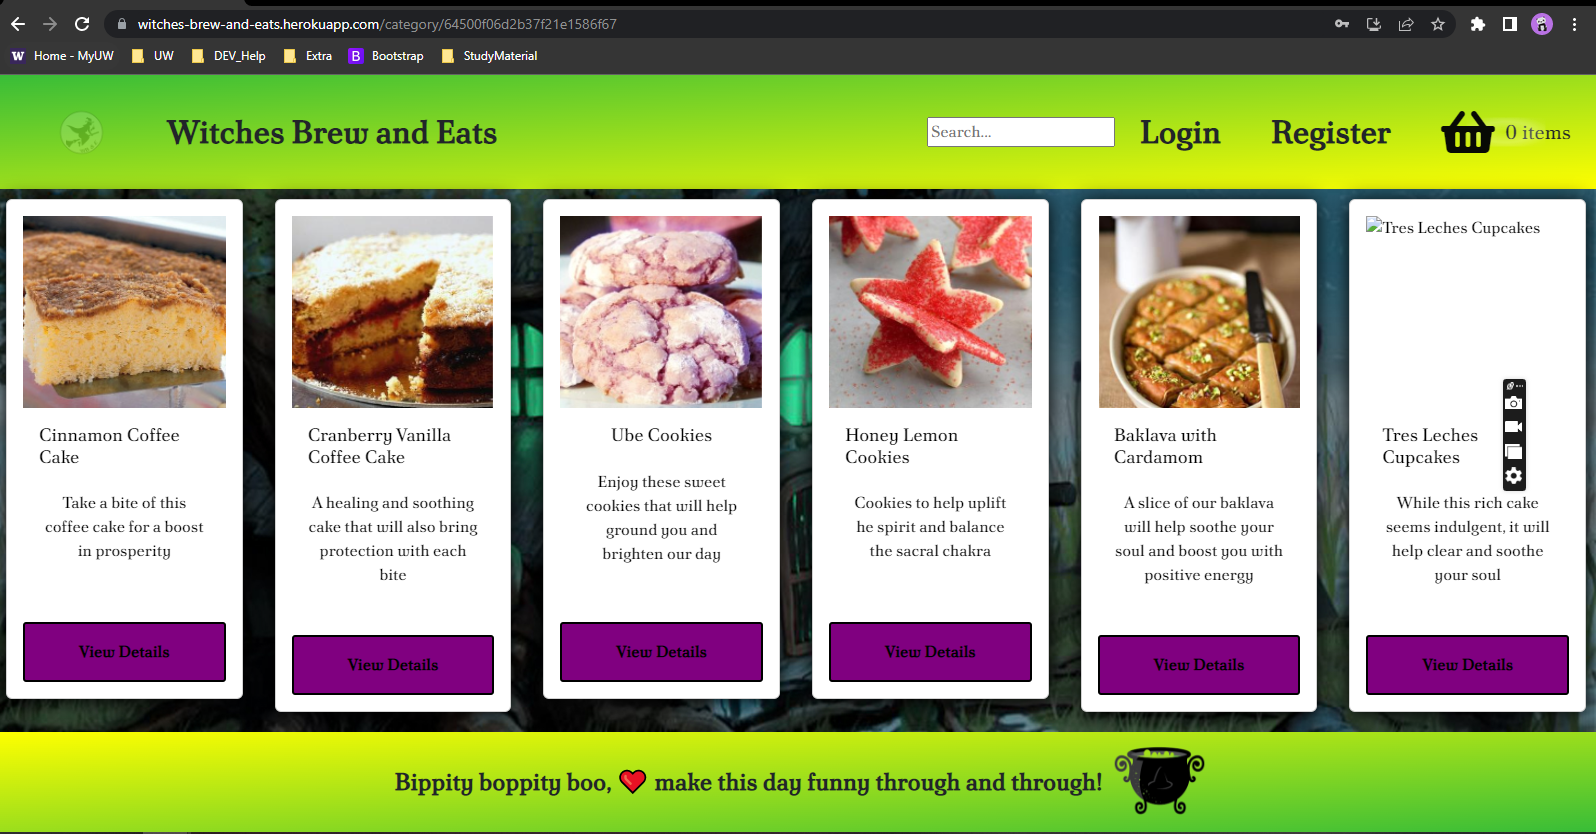 witches-brew-and-eats.herokuapp.com/category/64500f06d2b37f21e1586f67
W Home - MyUW UW DEV_Help Extra B Bootstrap StudyMaterial
Witches Brew and Eats
Search...
Login
Register
0 items
Cinnamon Coffee
Cake
Take a bite of this
coffee cake for a boost
in prosperity
View Details
Cranberry Vanilla
Coffee Cake
A healing and soothing
cake that will also bring
protection with each
bite
View Details
Ube Cookies
Enjoy these sweet
cookies that will help
ground you and
brighten our day
View Details
Honey Lemon
Cookies
Cookies to help uplift
he spirit and balance
the sacral chakra
View Details
Baklava with
Cardamom
A slice of our baklava
will help soothe your
soul and boost you with
positive energy
View Details
Tres Leches Cupcakes
Tres Leches
Cupcakes
While this rich cake
seems indulgent, it will
help clear and soothe
your soul
View Details
Bippity boppity boo, ❤ make this day funny through and through!